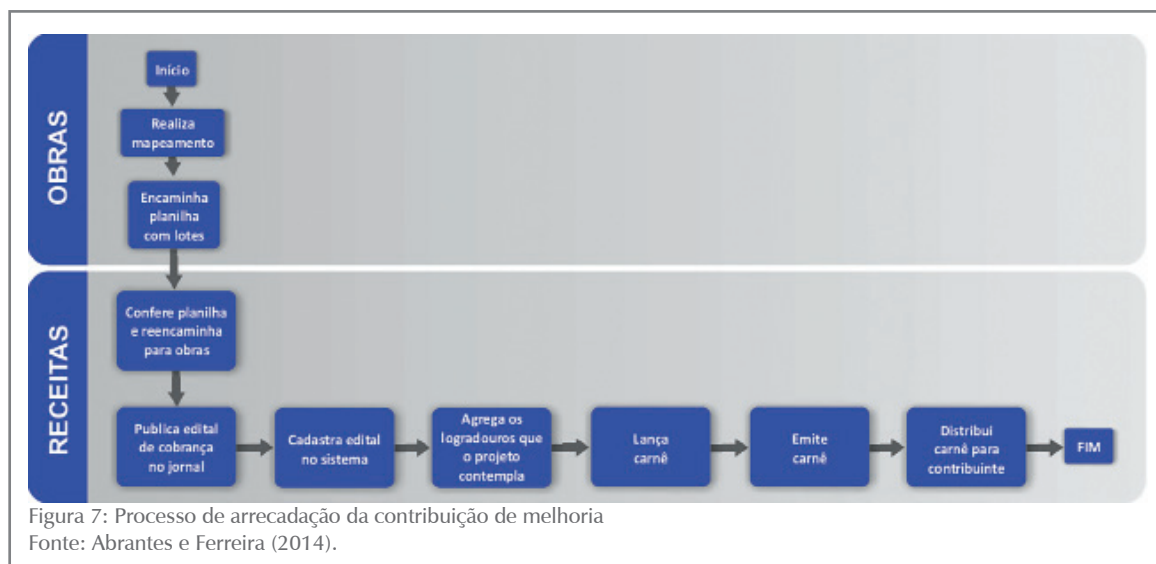 OBRAS
Início
Realiza
mapeamento
Encaminha
planilha
com lotes
RECEITAS
Confere planilha
e reencaminha
para obras
Publica edital
de cobrança
no jornal
Cadastra edital
no sistema
Agrega os
logradouros que
o projeto
contempla
Lança
carnê
Emite
carnê
Distribui
carnê para
contribuinte
FIM
Figura 7: Processo de arrecadação da contribuição de melhoria
Fonte: Abrantes e Ferreira (2014).